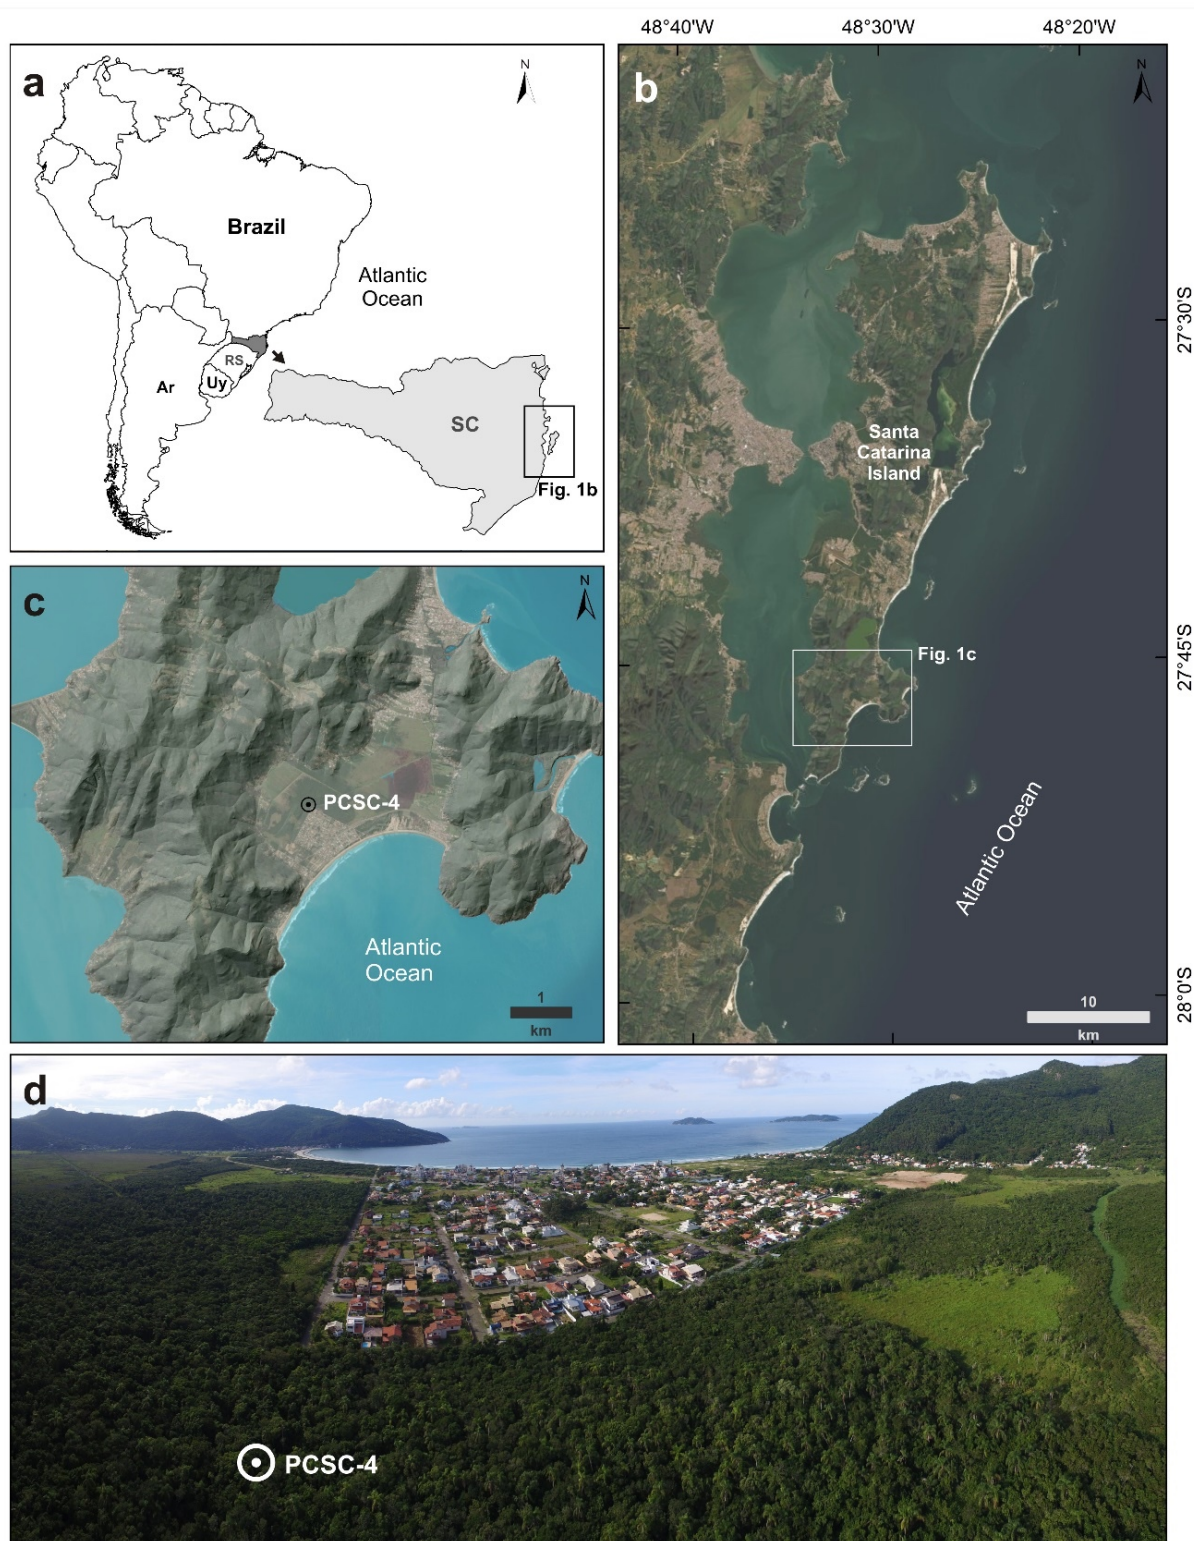 48°40'W 48°30'W 48°20'W
a
N
Brazil
Atlantic
Ocean
RS
Ar
Uy
SC
Fig. 1b
b
N
27°30'S
Santa
Catarina
Island
27°45'S
Fig. 1c
Atlantic Ocean
28°0'S
10
km
c
N
PCSC-4
Atlantic
Ocean
1
km
d
PCSC-4